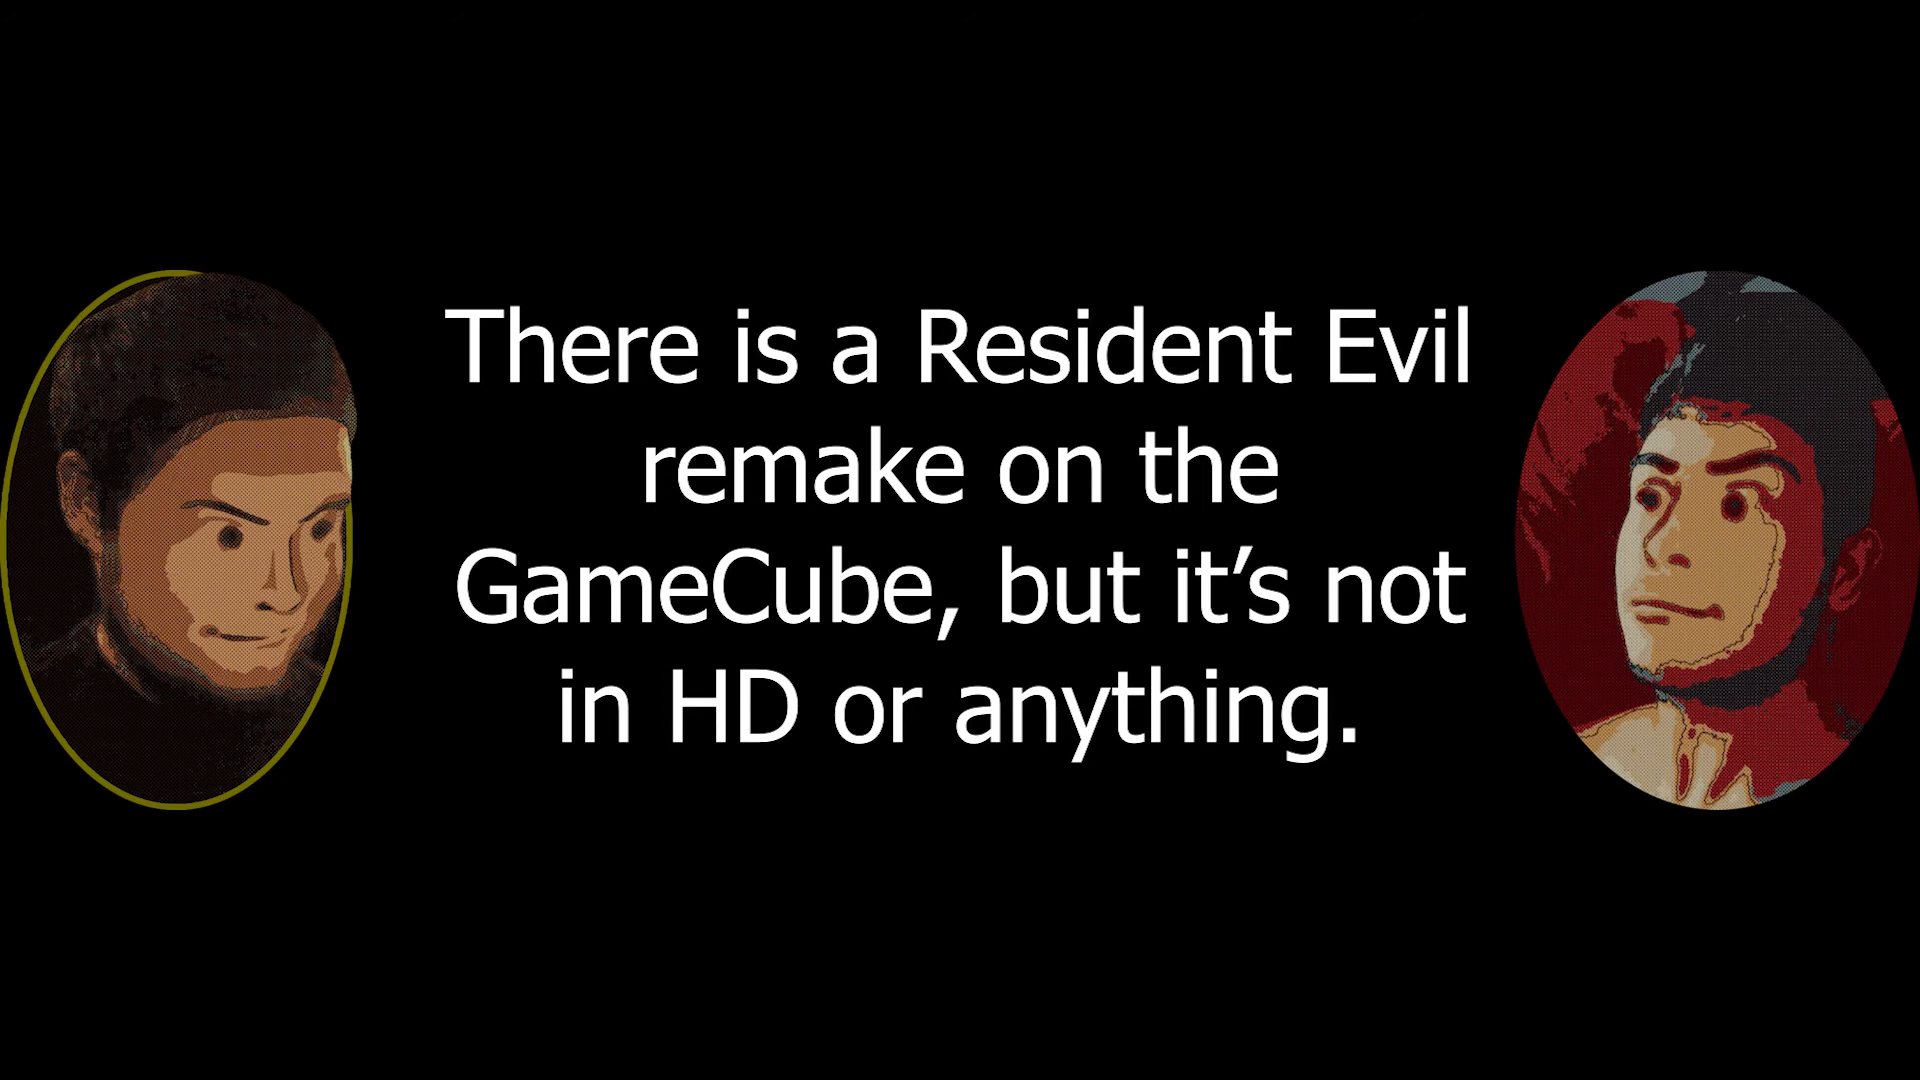 There is a Resident Evil
remake on the
GameCube, but it’s not
in HD or anything.